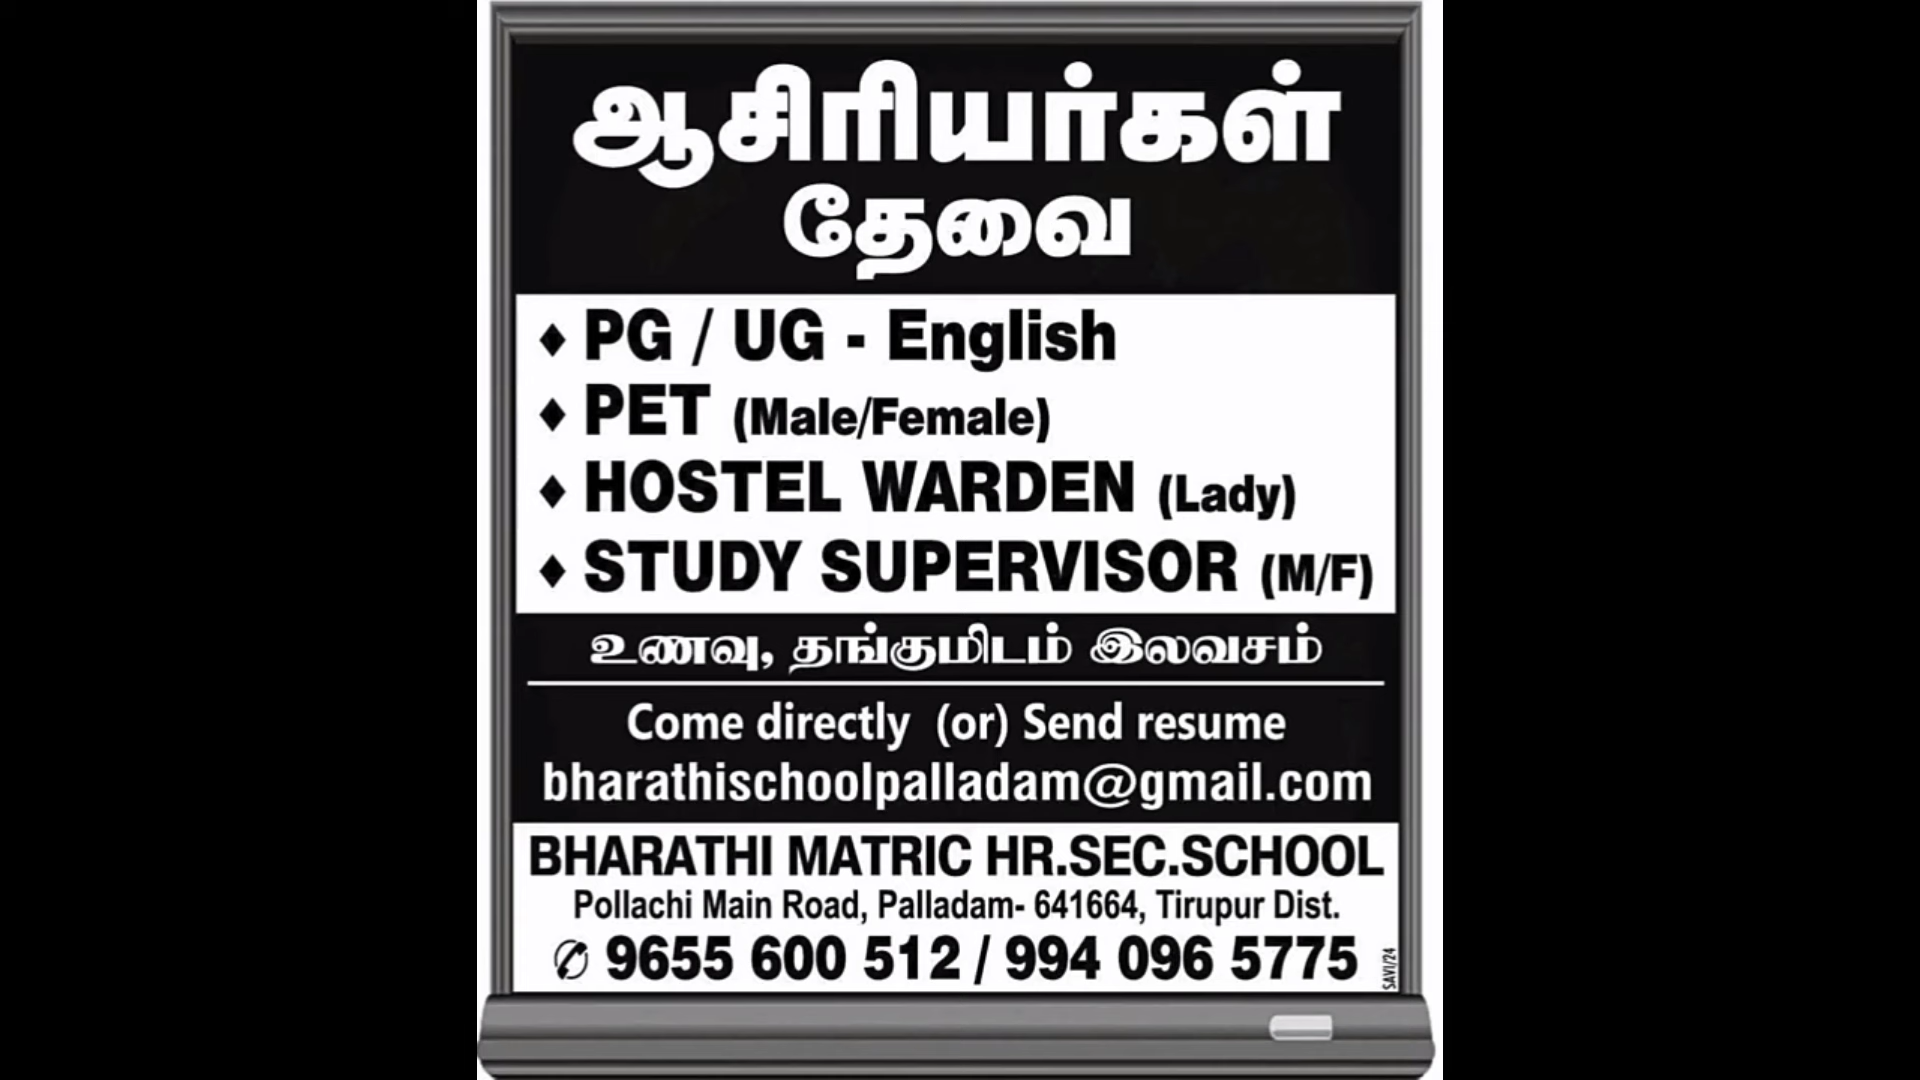 ஆசிரியர்கள்
தேவை
♦ PG / UG - English
♦ PET (Male/Female)
♦ HOSTEL WARDEN (Lady)
♦ STUDY SUPERVISOR (M/F)
உணவு, தங்குமிடம் இலவசம்
Come directly (or) Send resume
bharathischoolpalladam@gmail.com
BHARATHI MATRIC HR.SEC.SCHOOL
Pollachi Main Road, Palladam- 641664, Tirupur Dist.
✆ 9655 600 512 / 994 096 5775
SAVI/24